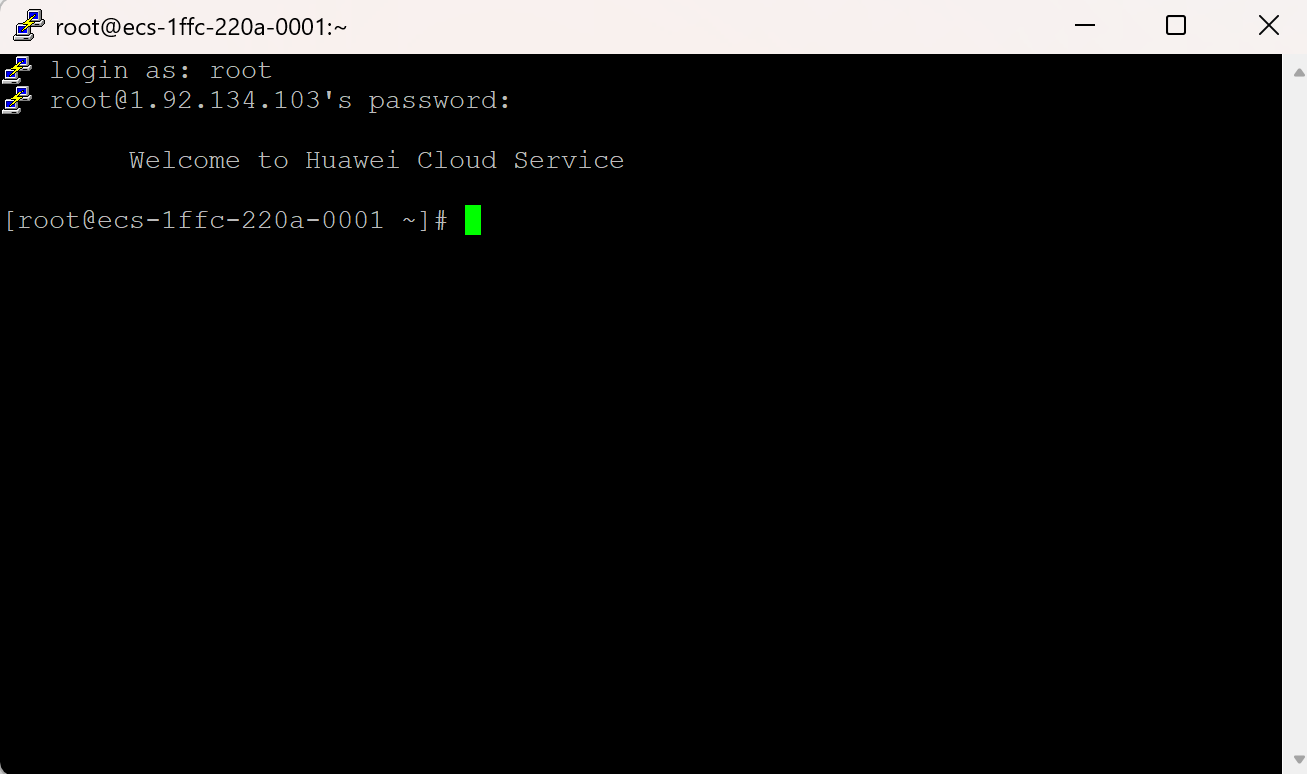 root@ecs-1ffc-220a-0001:~
login as: root
root@1.92.134.103's password:
Welcome to Huawei Cloud Service
[root@ecs-1ffc-220a-0001 ~]#